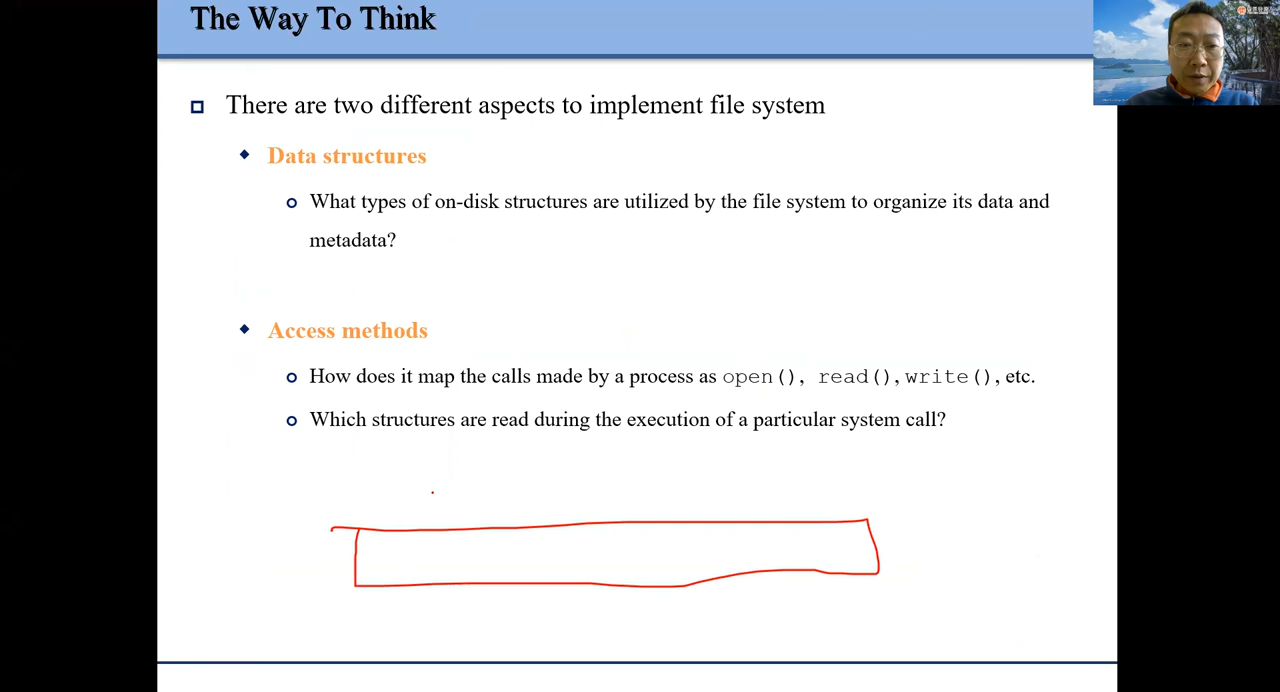 The Way To Think
There are two different aspects to implement file system
Data structures
What types of on-disk structures are utilized by the file system to organize its data and
metadata?
Access methods
How does it map the calls made by a process as open(), read(), write(), etc.
Which structures are read during the execution of a particular system call?